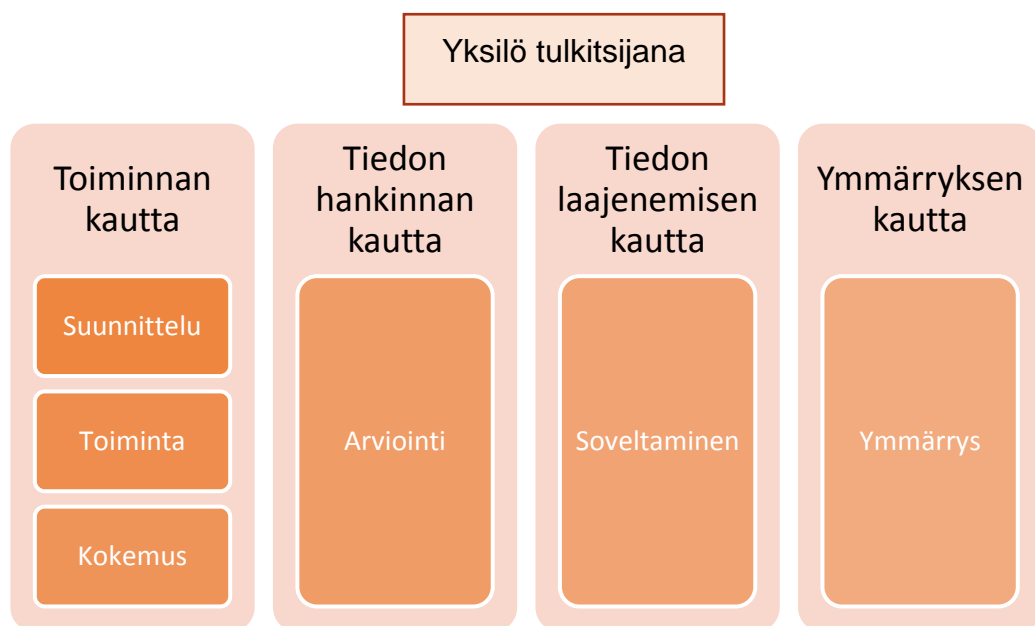 Yksilö tulkitsijana
Toiminnan
kautta
Suunnittelu
Toiminta
Kokemus
Tiedon
hankinnan
kautta
Arviointi
Tiedon
laajenemisen
kautta
Soveltaminen
Ymmärryksen
kautta
Ymmärrys